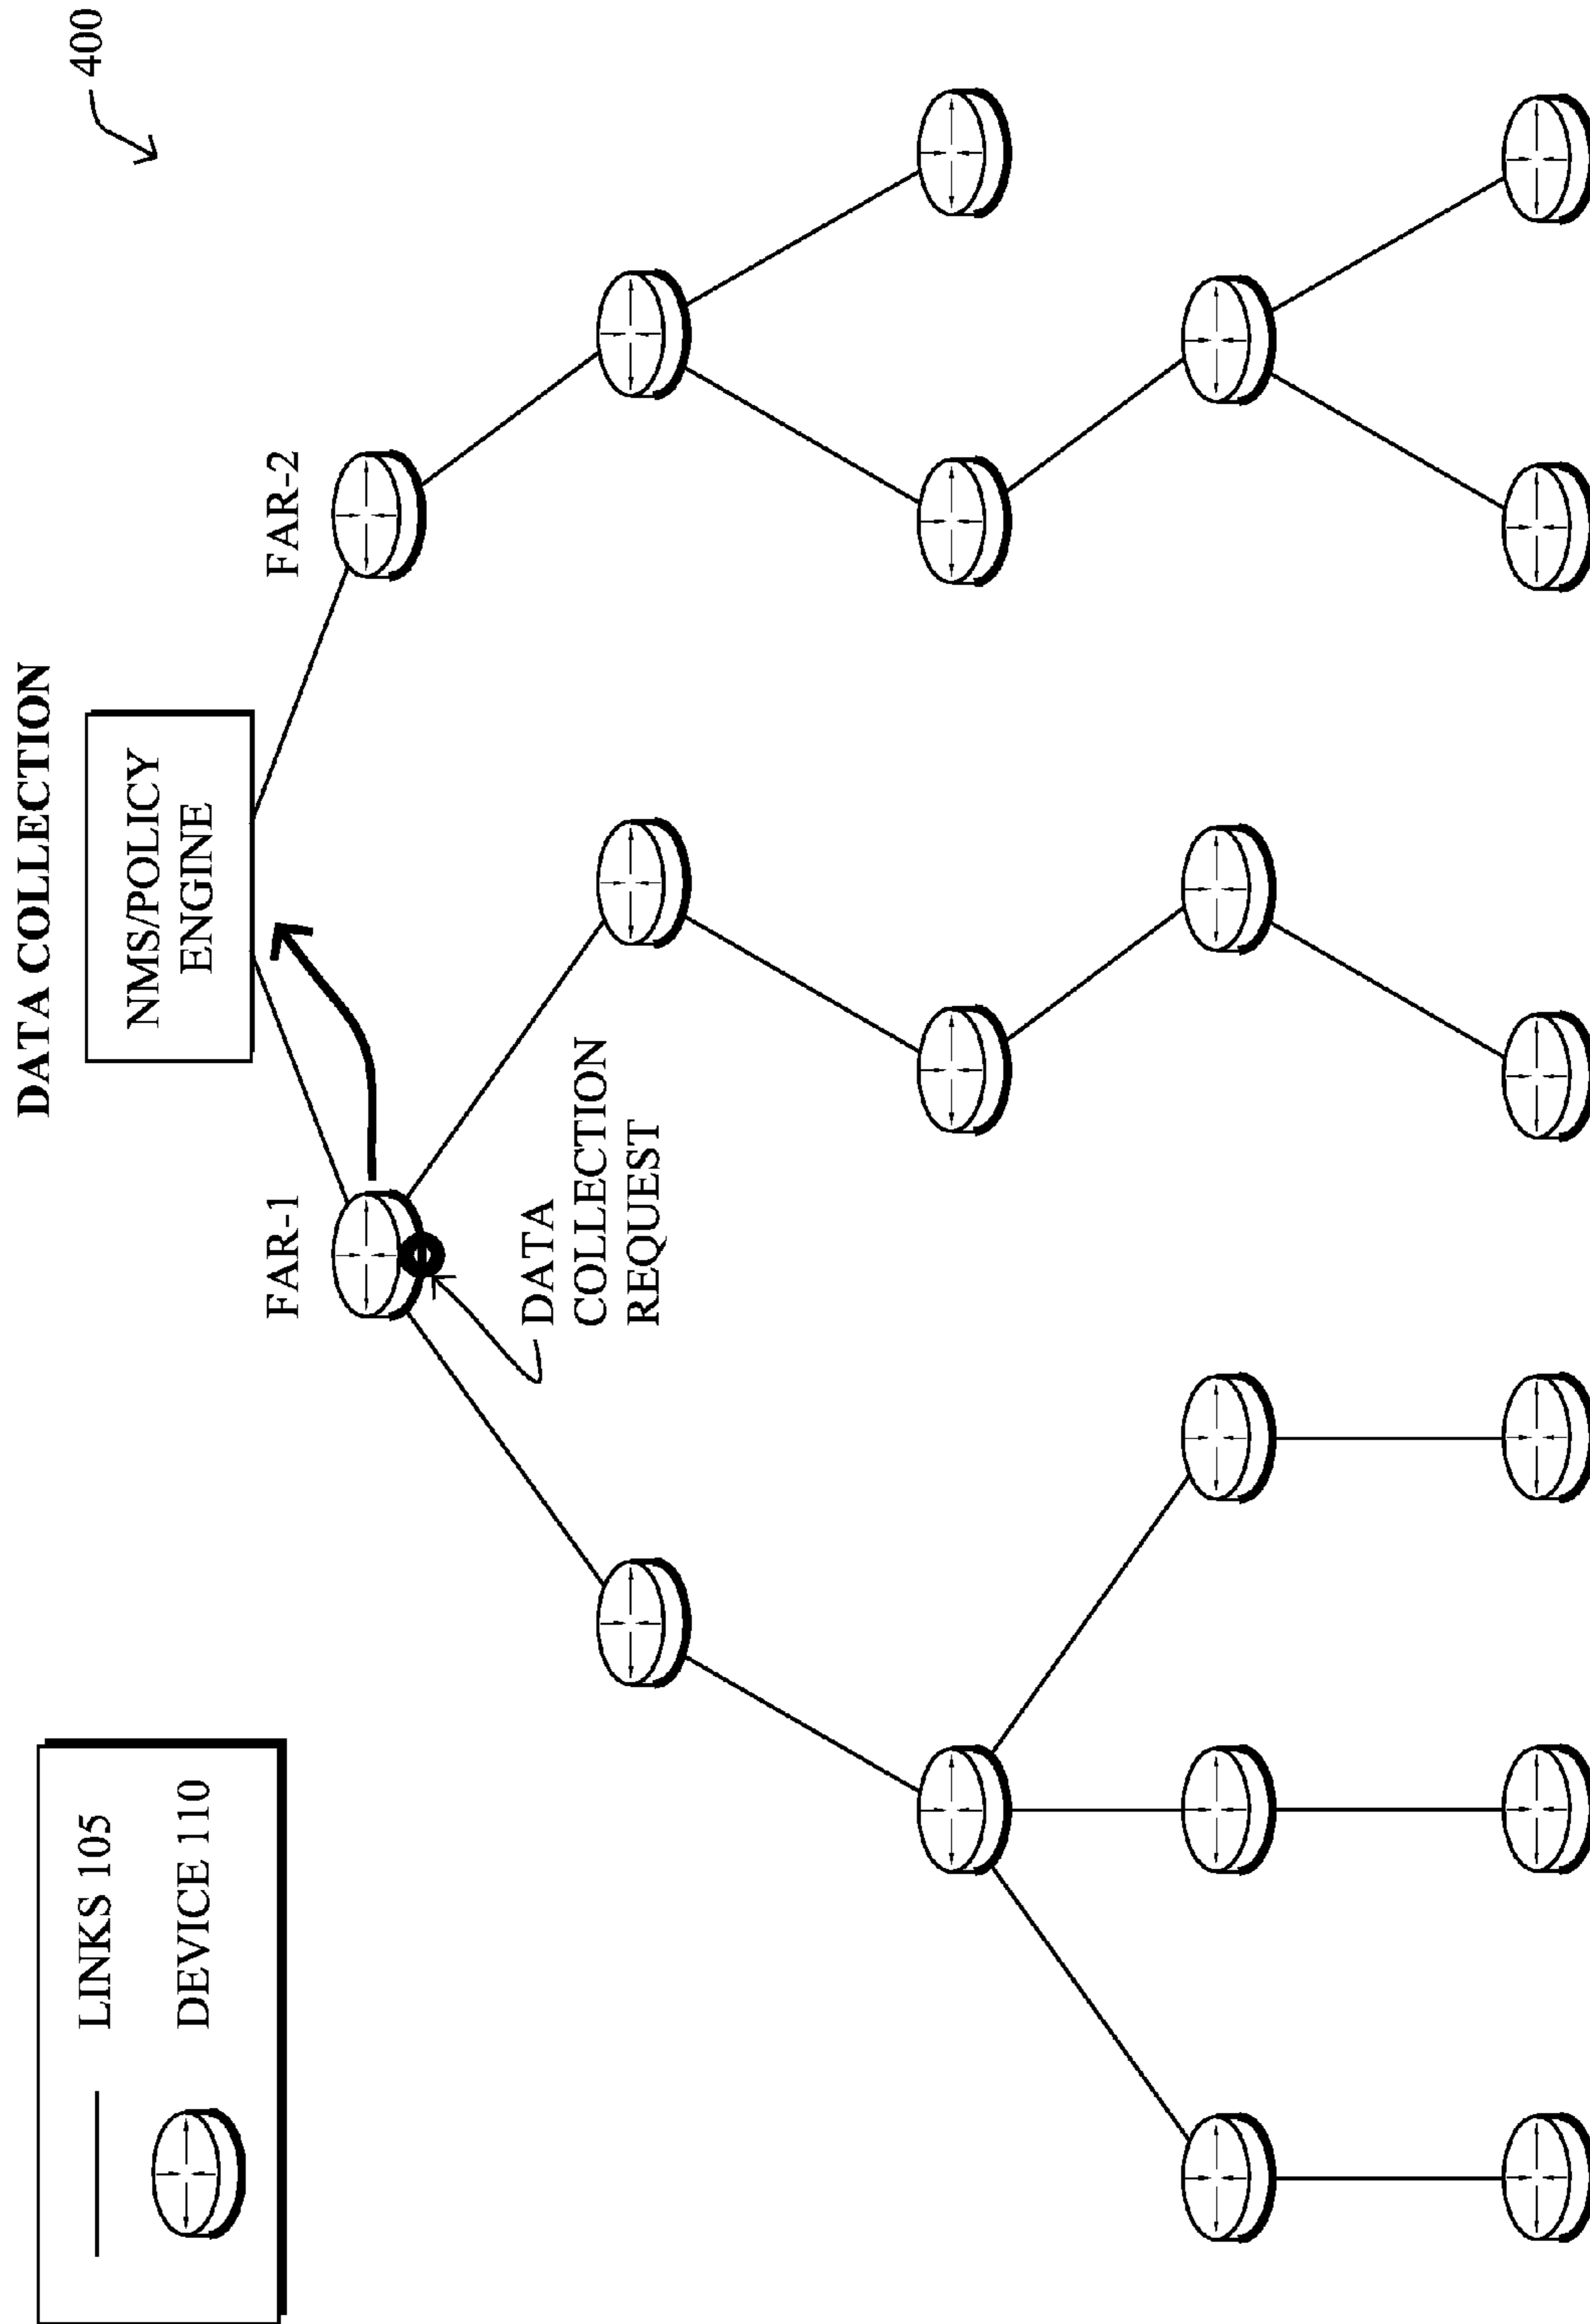 DATA COLLECTION
400
LINKS 105
DEVICE 110
NMS/POLICY
ENGINE
FAR-1
FAR-2
DATA
COLLECTION
REQUEST